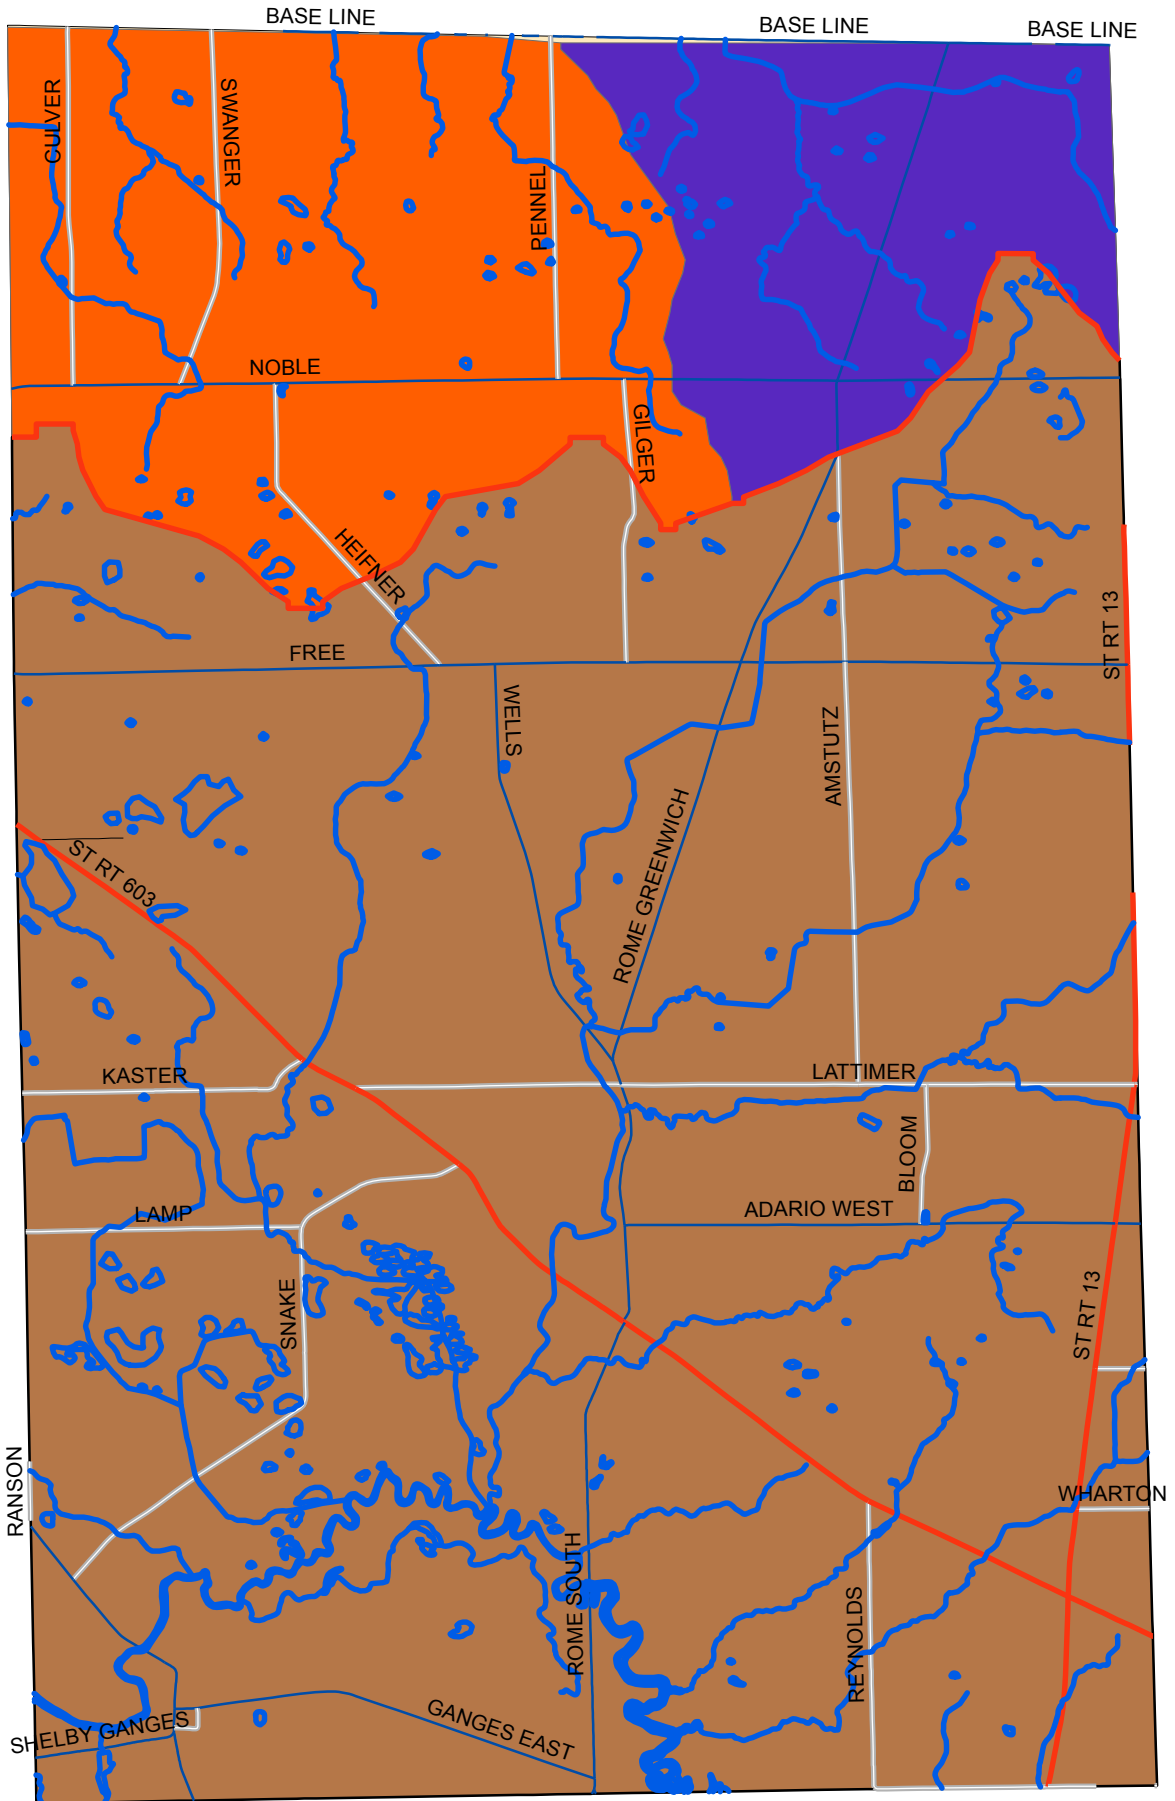 BASE LINE
BASE LINE
BASE LINE
CULVER
SWANGER
PENNEL
NOBLE
GILGER
HEIFNER
FREE
ST RT 13
WELLS
AMSTUTZ
ROME GREENWICH
ST RT 603
KASTER
LATTIMER
BLOOM
LAMP
ADARIO WEST
SNAKE
ST RT 13
RANSON
WHARTON
ROME SOUTH
REYNOLDS
SHELBY GANGES
GANGES EAST